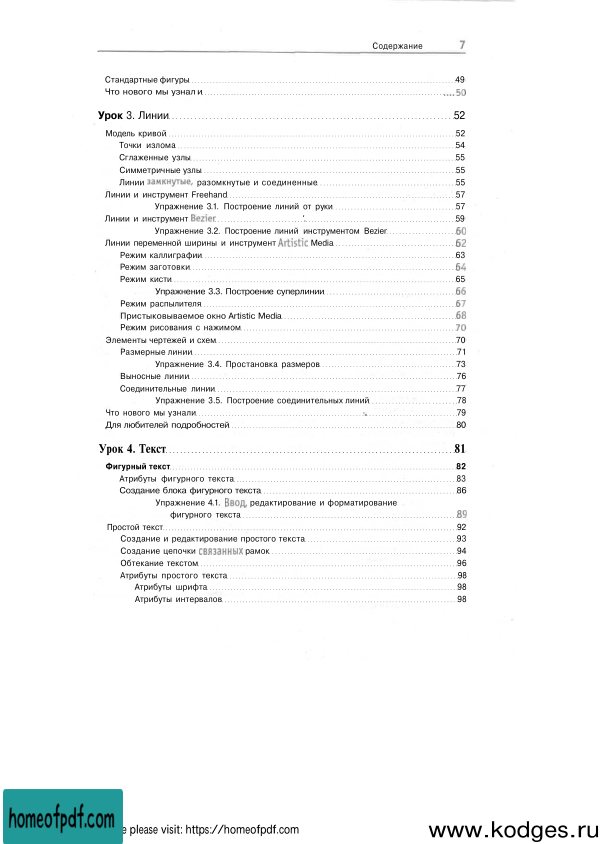 Содержание 7
Стандартные фигуры 49
Что нового мы узнали 50
Урок 3. Линии 52
Модель кривой 52
Точки излома 54
Сглаженные узлы 55
Симметричные узлы 55
Линии замкнутые, разомкнутые и соединенные 55
Линии и инструмент Freehand 57
Упражнение 3.1. Построение линий от руки 57
Линии и инструмент Bezier 59
Упражнение 3.2. Построение линий инструментом Bezier 60
Линии переменной ширины и инструмент Artistic Media 62
Режим каллиграфии 63
Режим заготовки 64
Режим кисти 65
Упражнение 3.3. Построение суперлинии 66
Режим распылителя 67
Пристыковываемое окно Artistic Media 68
Режим рисования с нажимом 70
Элементы чертежей и схем 70
Размерные линии 71
Упражнение 3.4. Простановка размеров 73
Выносные линии 76
Соединительные линии 77
Упражнение 3.5. Построение соединительных линий 78
Что нового мы узнали 79
Для любителей подробностей 80
Урок 4. Текст 81
Фигурный текст 82
Атрибуты фигурного текста 83
Создание блока фигурного текста 86
Упражнение 4.1. Ввод, редактирование и форматирование
фигурного текста 89
Простой текст 92
Создание и редактирование простого текста 93
Создание цепочки связанных рамок 94
Обтекание текстом 96
Атрибуты простого текста 98
Атрибуты шрифта 98
Атрибуты интервалов 98
homeofpdf.com
e please visit: https://homeofpdf.com
www.kodges.ru